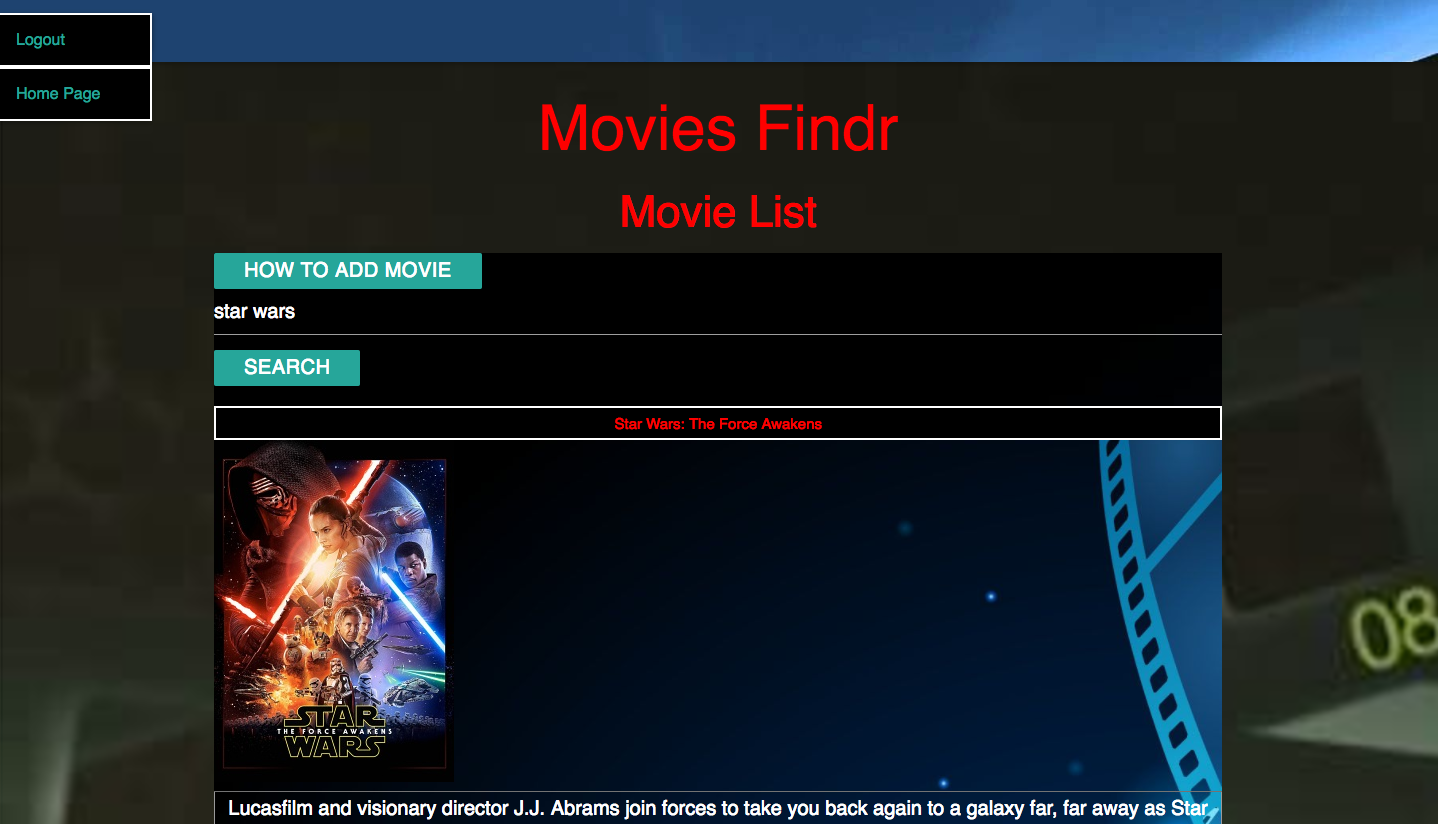 Logout
Home Page
Movies Findr
Movie List
HOW TO ADD MOVIE
star wars
SEARCH
Star Wars: The Force Awakens
STAR
THE FORCE AWAKENS
WARS
08
Lucasfilm and visionary director J.J. Abrams join forces to take you back again to a galaxy far, far away as Star